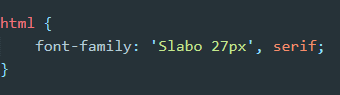 html {
    font-family: 'Slabo 27px', serif;
}